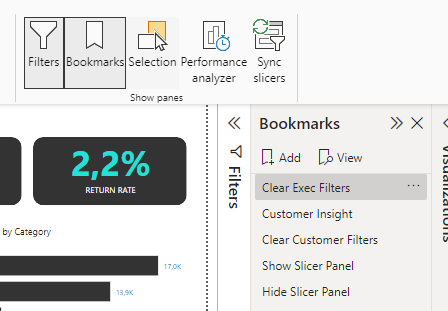 Filters
Bookmarks
Selection
Performance
analyzer
Sync
slicers
Show panes
2,2%
RETURN RATE
by Category
17,0K
13,9K
Filters
Bookmarks
Add
View
Clear Exec Filters
Customer Insight
Clear Customer Filters
Show Slicer Panel
Hide Slicer Panel
Visualizations